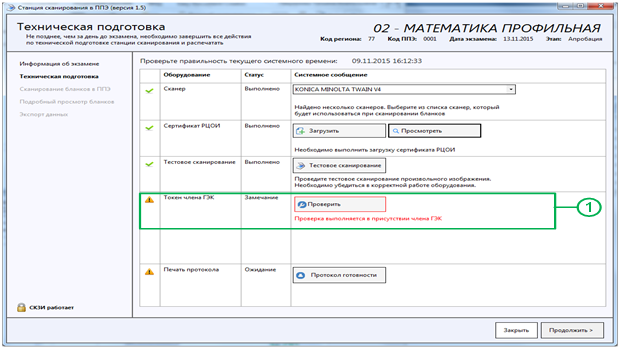 Станция сканирования в ППЭ (версия 1.5)
Техническая подготовка
Не позднее, чем за день до экзамена, необходимо завершить все действия
по технической подготовке станции сканирования и распечатать
02 - МАТЕМАТИКА ПРОФИЛЬНАЯ
Код региона: 77 Код ППЭ: 0001 Дата экзамена: 13.11.2015 Этап: Апробация
Информация об экзамене
Техническая подготовка
Сканирование бланков в ППЭ
Подробный просмотр бланков
Экспорт данных
СКЗИ работает
Проверьте правильность текущего системного времени: 09.11.2015 16:12:33
Оборудование Статус Системное сообщение
Сканер Выполнено KONICA MINOLTA TWAIN V4
Найдено несколько сканеров. Выберите из списка сканер, который
будет использоваться при сканировании бланков
Сертификат РЦОИ Выполнено Загрузить Просмотреть
Необходимо выполнить загрузку сертификата РЦОИ
Тестовое сканирование Выполнено Тестовое сканирование
Проведите тестовое сканирование произвольного изображения.
Необходимо убедиться в корректной работе оборудования.
Токен члена ГЭК Замечание Проверить
Проверка выполняется в присутствии члена ГЭК
1
Печать протокола Ожидание Протокол готовности
Закрыть Продолжить >